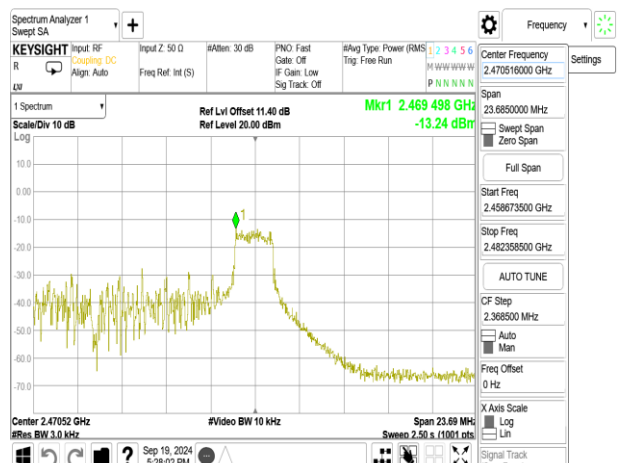 Spectrum Analyzer 1
Swept SA
+
Frequency
KEYSIGHT
Input: RF
Coupling: DC
Align: Auto
Input Z: 50 Ω
Freq Ref: Int (S)
#Atten: 30 dB
PNO: Fast
Gate: Off
IF Gain: Low
Sig Track: Off
#Avg Type: Power (RMS
Trig: Free Run
1 2 3 4 5 6
M W W W W W
P N N N N N
R
LXI
1 Spectrum
Scale/Div 10 dB
Log
Ref Lvl Offset 11.40 dB
Ref Level 20.00 dBm
Mkr1 2.469 498 GHz
-13.24 dBm
1
10.0
0.00
-10.0
-20.0
-30.0
-40.0
-50.0
-60.0
-70.0
Center 2.47052 GHz
#Res BW 3.0 kHz
#Video BW 10 kHz
Span 23.69 MHz
Sweep 2.50 s (1001 pts
Center Frequency
2.470516000 GHz
Settings
Span
23.6850000 MHz
Swept Span
Zero Span
Full Span
Start Freq
2.458673500 GHz
Stop Freq
2.482358500 GHz
AUTO TUNE
CF Step
2.368500 MHz
Auto
Man
Freq Offset
0 Hz
X Axis Scale
Log
Lin
Signal Track
?
Sep 19, 2024
5:28:02 PM